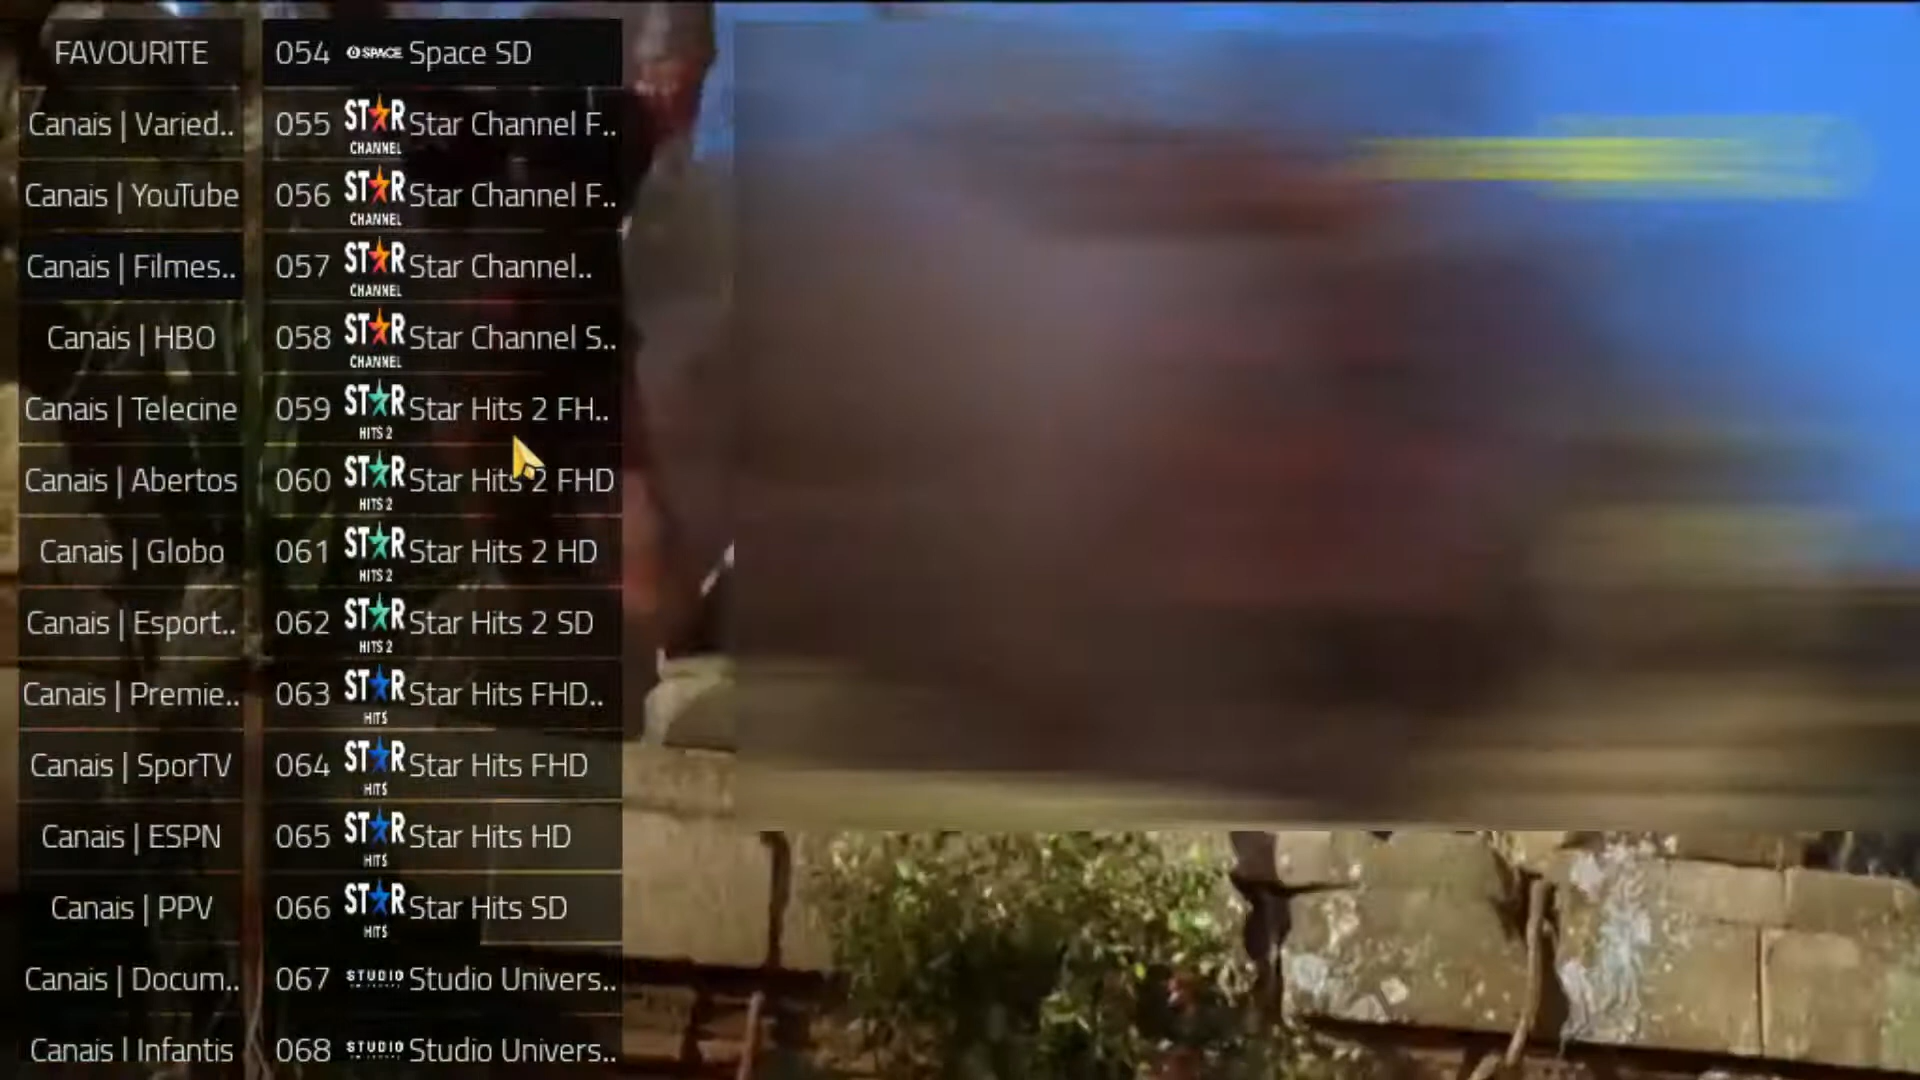 FAVOURITE
Canais | Varied..
Canais | YouTube
Canais | Filmes..
Canais | HBO
Canais | Telecine
Canais | Abertos
Canais | Globo
Canais | Esport..
Canais | Premie..
Canais | SporTV
Canais | ESPN
Canais | PPV
Canais | Docum..
Canais | Infantis
054 SPACE Space SD
055 STAR CHANNEL Star Channel F..
056 STAR CHANNEL Star Channel F..
057 STAR CHANNEL Star Channel..
058 STAR CHANNEL Star Channel S..
059 STAR HITS 2 Star Hits 2 FH..
060 STAR HITS 2 Star Hits 2 FHD
061 STAR HITS 2 Star Hits 2 HD
062 STAR HITS 2 Star Hits 2 SD
063 STAR HITS Star Hits FHD..
064 STAR HITS Star Hits FHD
065 STAR HITS Star Hits HD
066 STAR HITS Star Hits SD
067 STUDIO Studio Univers..
068 STUDIO Studio Univers..